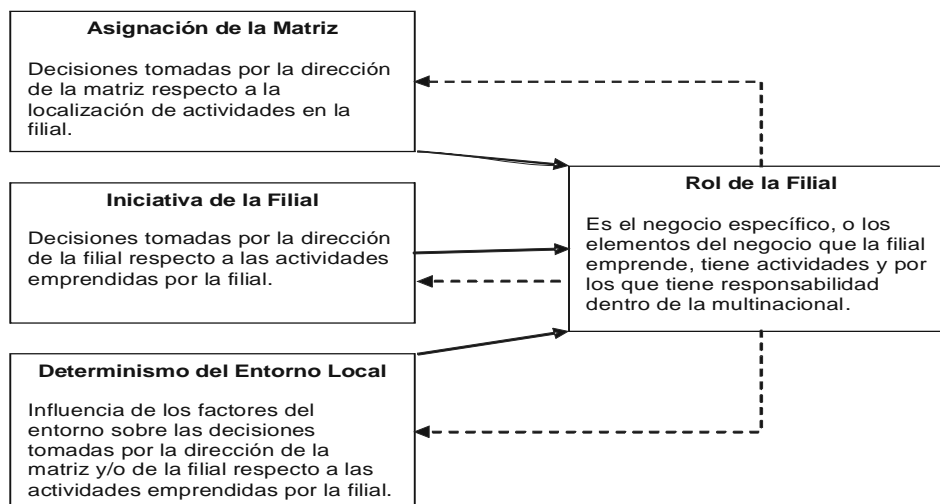 Asignación de la Matriz
Decisiones tomadas por la dirección
de la matriz respecto a la
localización de actividades en la
filial.
Iniciativa de la Filial
Decisiones tomadas por la dirección
de la filial respecto a las actividades
emprendidas por la filial.
Determinismo del Entorno Local
Influencia de los factores del
entorno sobre las decisiones
tomadas por la dirección de la
matriz y/o de la filial respecto a las
actividades emprendidas por la filial.
Rol de la Filial
Es el negocio específico, o los
elementos del negocio que la filial
emprende, tiene actividades y por
los que tiene responsabilidad
dentro de la multinacional.